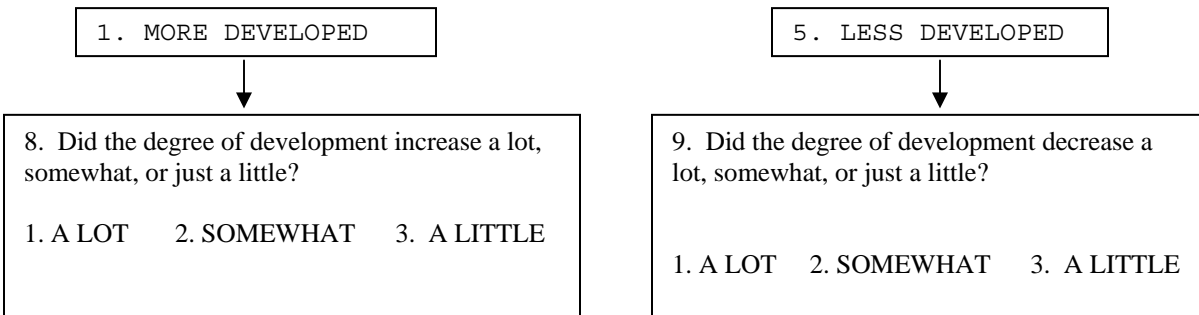 1. MORE DEVELOPED
5. LESS DEVELOPED
8. Did the degree of development increase a lot,
somewhat, or just a little?
1. A LOT 2. SOMEWHAT 3. A LITTLE
9. Did the degree of development decrease a
lot, somewhat, or just a little?
1. A LOT 2. SOMEWHAT 3. A LITTLE